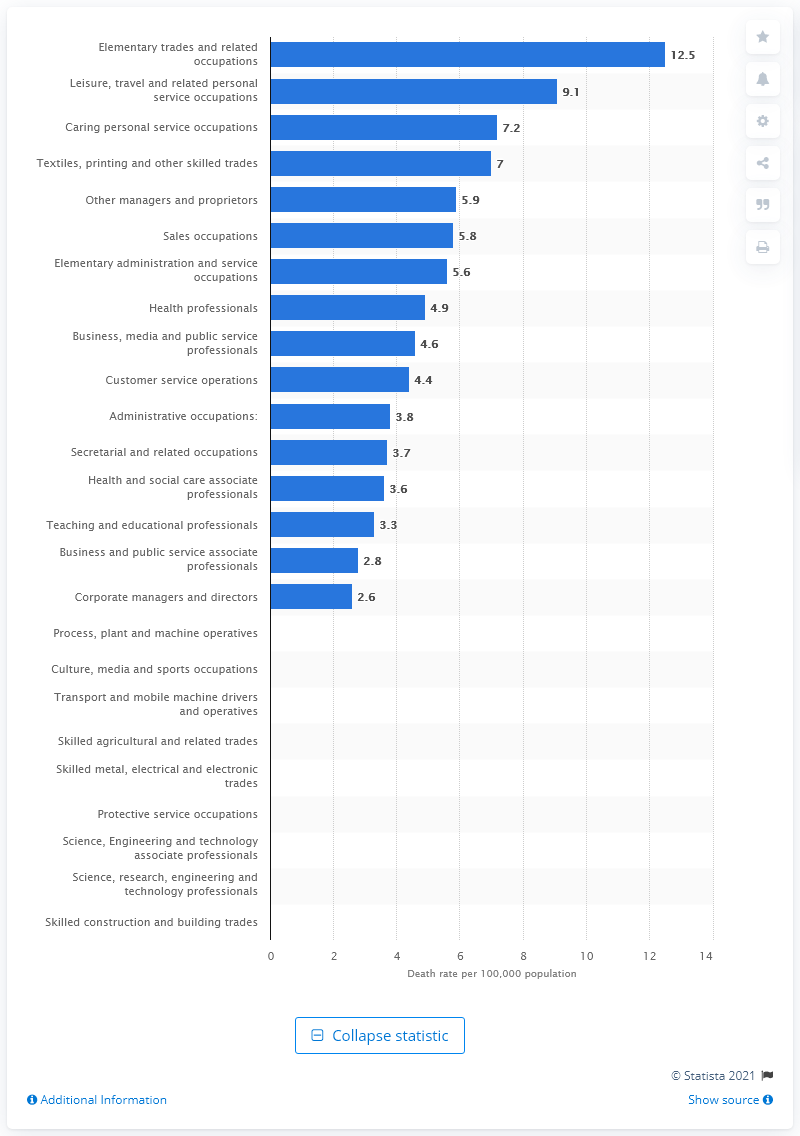 Elementary trades and related
occupations
12.5
Leisure, travel and related personal
service occupations
9.1
Caring personal service occupations
7.2
Textiles, printing and other skilled trades
7
Other managers and proprietors
5.9
Sales occupations
5.8
Elementary administration and service
occupations
5.6
Health professionals
4.9
Business, media and public service
professionals
4.6
Customer service operations
4.4
Administrative occupations:
3.8
Secretarial and related occupations
3.7
Health and social care associate
professionals
3.6
Teaching and educational professionals
3.3
Business and public service associate
professionals
2.8
Corporate managers and directors
2.6
Process, plant and machine operatives
Culture, media and sports occupations
Transport and mobile machine drivers
and operatives
Skilled agricultural and related trades
Skilled metal, electrical and electronic
trades
Protective service occupations
Science, Engineering and technology
associate professionals
Science, research, engineering and
technology professionals
Skilled construction and building trades
0 2 4 6 8 10 12 14
Death rate per 100,000 population
Collapse statistic
© Statista 2021
Additional Information
Show source